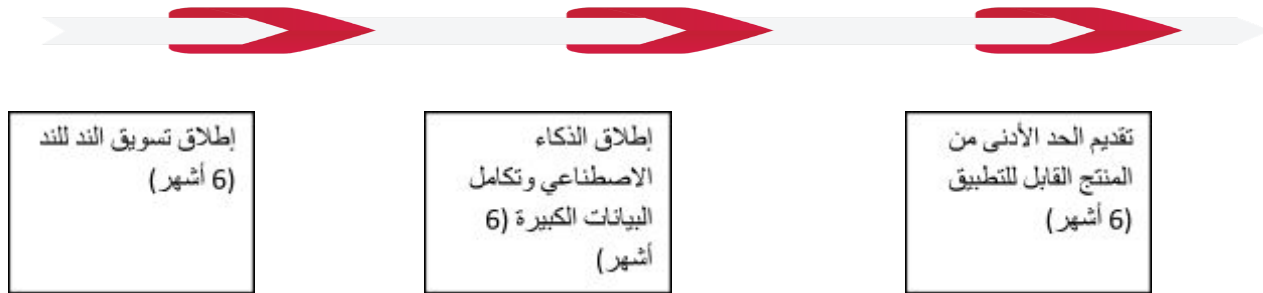 تقديم الحد الأدنى من
المنتج القابل للتطبيق
(6 أشهر)
إطلاق الذكاء
الاصطناعي وتكامل
البيانات الكبيرة (6
أشهر)
إطلاق تسويق الند للند
(6 أشهر)